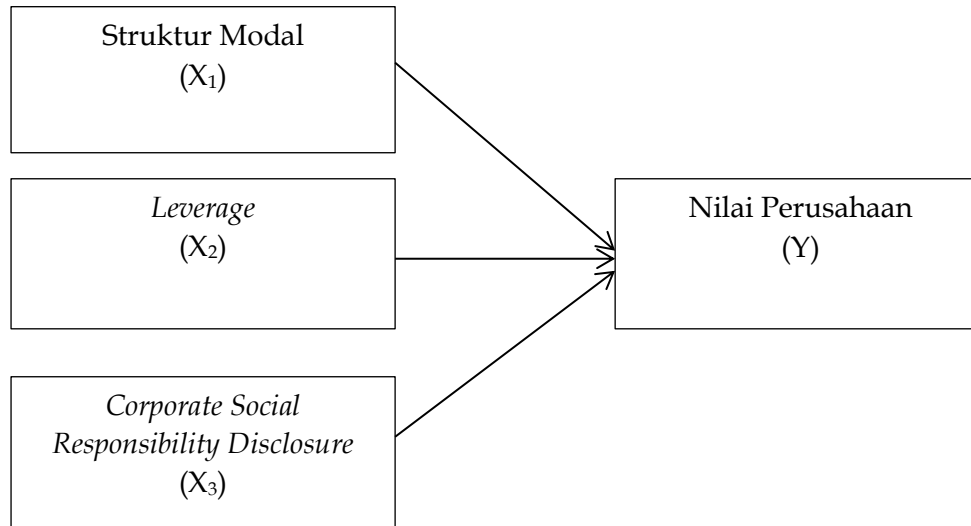 Struktur Modal
(X₁)
Leverage
(X₂)
Corporate Social
Responsibility Disclosure
(X₃)
Nilai Perusahaan
(Y)